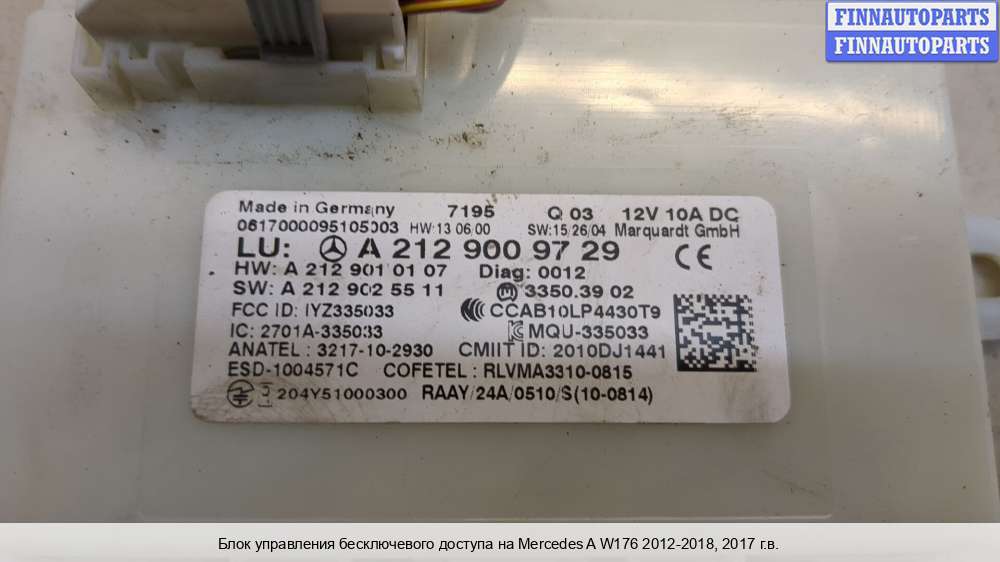 FINNAUTOPARTS
FINNAUTOPARTS
Made in Germany 7195 Q 03 12V 10A DC
0617000095105003 HW:13 06/00 SW:15/26/04 Marquardt GmbH
LU: A 212 900 97 29
HW: A 212 901 01 07 Diag: 0012
SW: A 212 902 55 11 33503902
FCC ID: IYZ335033 CCAB10LP4430T9
IC: 2701A-335033 MQU-335033
ANATEL : 3217-10-2930 CMIIT ID: 2010DJ1441
ESD-1004571C COFETEL : RLVMA3310-0815
204Y51000300 RAAY/24A/0510/S(10-0814)
Блок управления бесключевого доступа на Mercedes A W176 2012-2018, 2017 г.в.